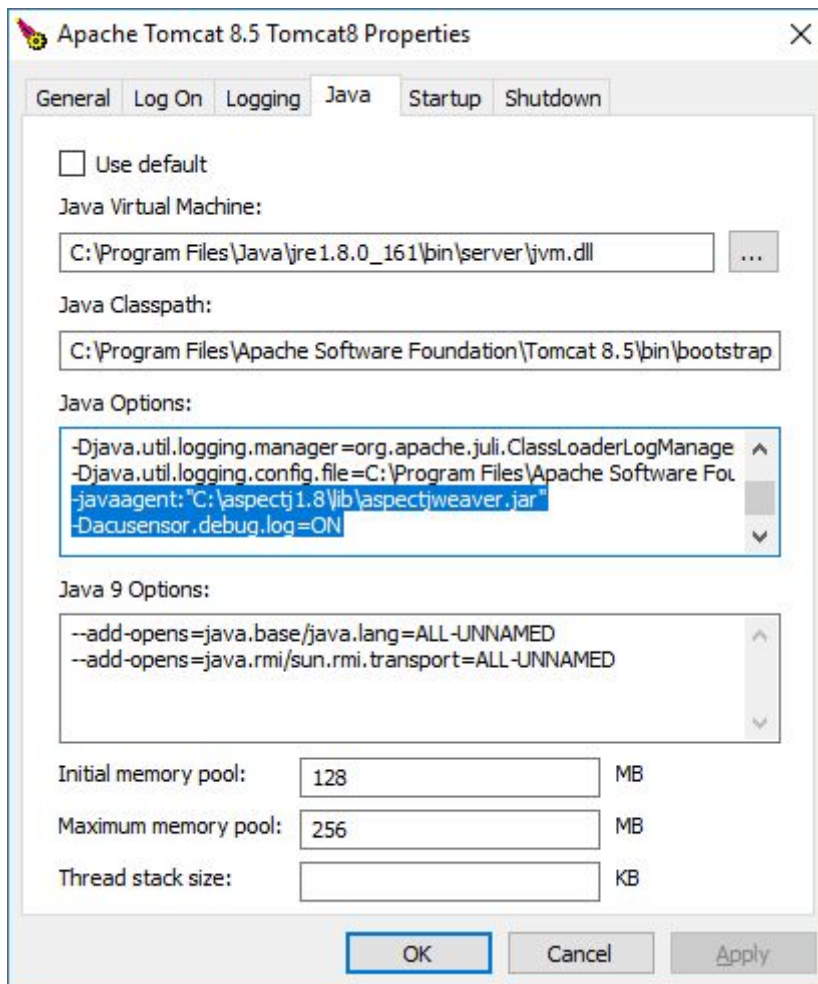 Apache Tomcat 8.5 Tomcat8 Properties
General Log On Logging Java Startup Shutdown
Use default
Java Virtual Machine:
C:\Program Files\Java\jre1.8.0_161\bin\server\jvm.dll ...
Java Classpath:
C:\Program Files\Apache Software Foundation\Tomcat 8.5\bin\bootstrap
Java Options:
-Djava.util.logging.manager=org.apache.juli.ClassLoaderLogManage
-Djava.util.logging.config.file=C:\Program Files\Apache Software Fou
-javaagent:"C:\aspectj1.8\lib\aspectjweaver.jar"
-Dacusensor.debug.log=ON
Java 9 Options:
--add-opens=java.base/java.lang=ALL-UNNAMED
--add-opens=java.rmi/sun.rmi.transport=ALL-UNNAMED
Initial memory pool: 128 MB
Maximum memory pool: 256 MB
Thread stack size: KB
OK Cancel Apply